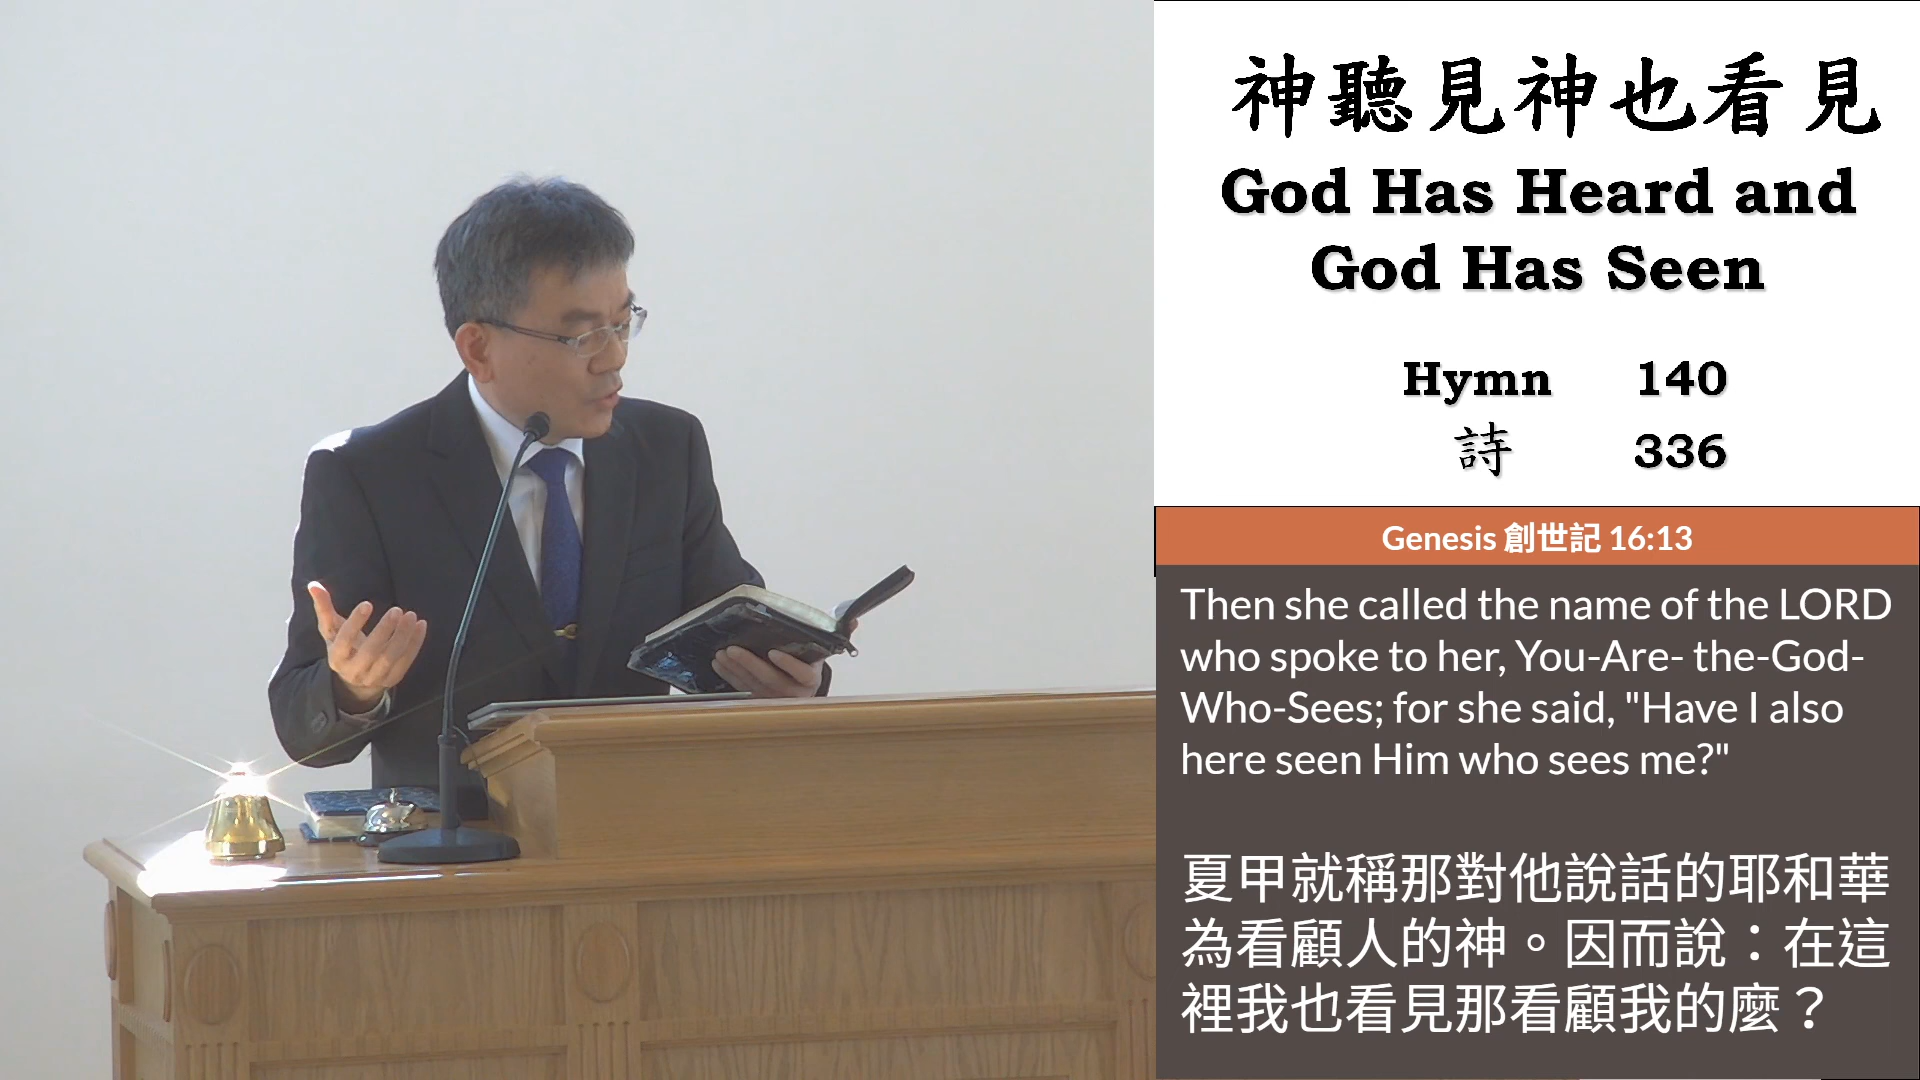 神聽見神也看見
God Has Heard and
God Has Seen
Hymn 140
詩 336
Genesis 創世記 16:13
Then she called the name of the LORD
who spoke to her, You-Are- the-God-
Who-Sees; for she said, "Have I also
here seen Him who sees me?"
夏甲就稱那對他說話的耶和華
為看顧人的神。因而說：在這
裡我也看見那看顧我的麼？